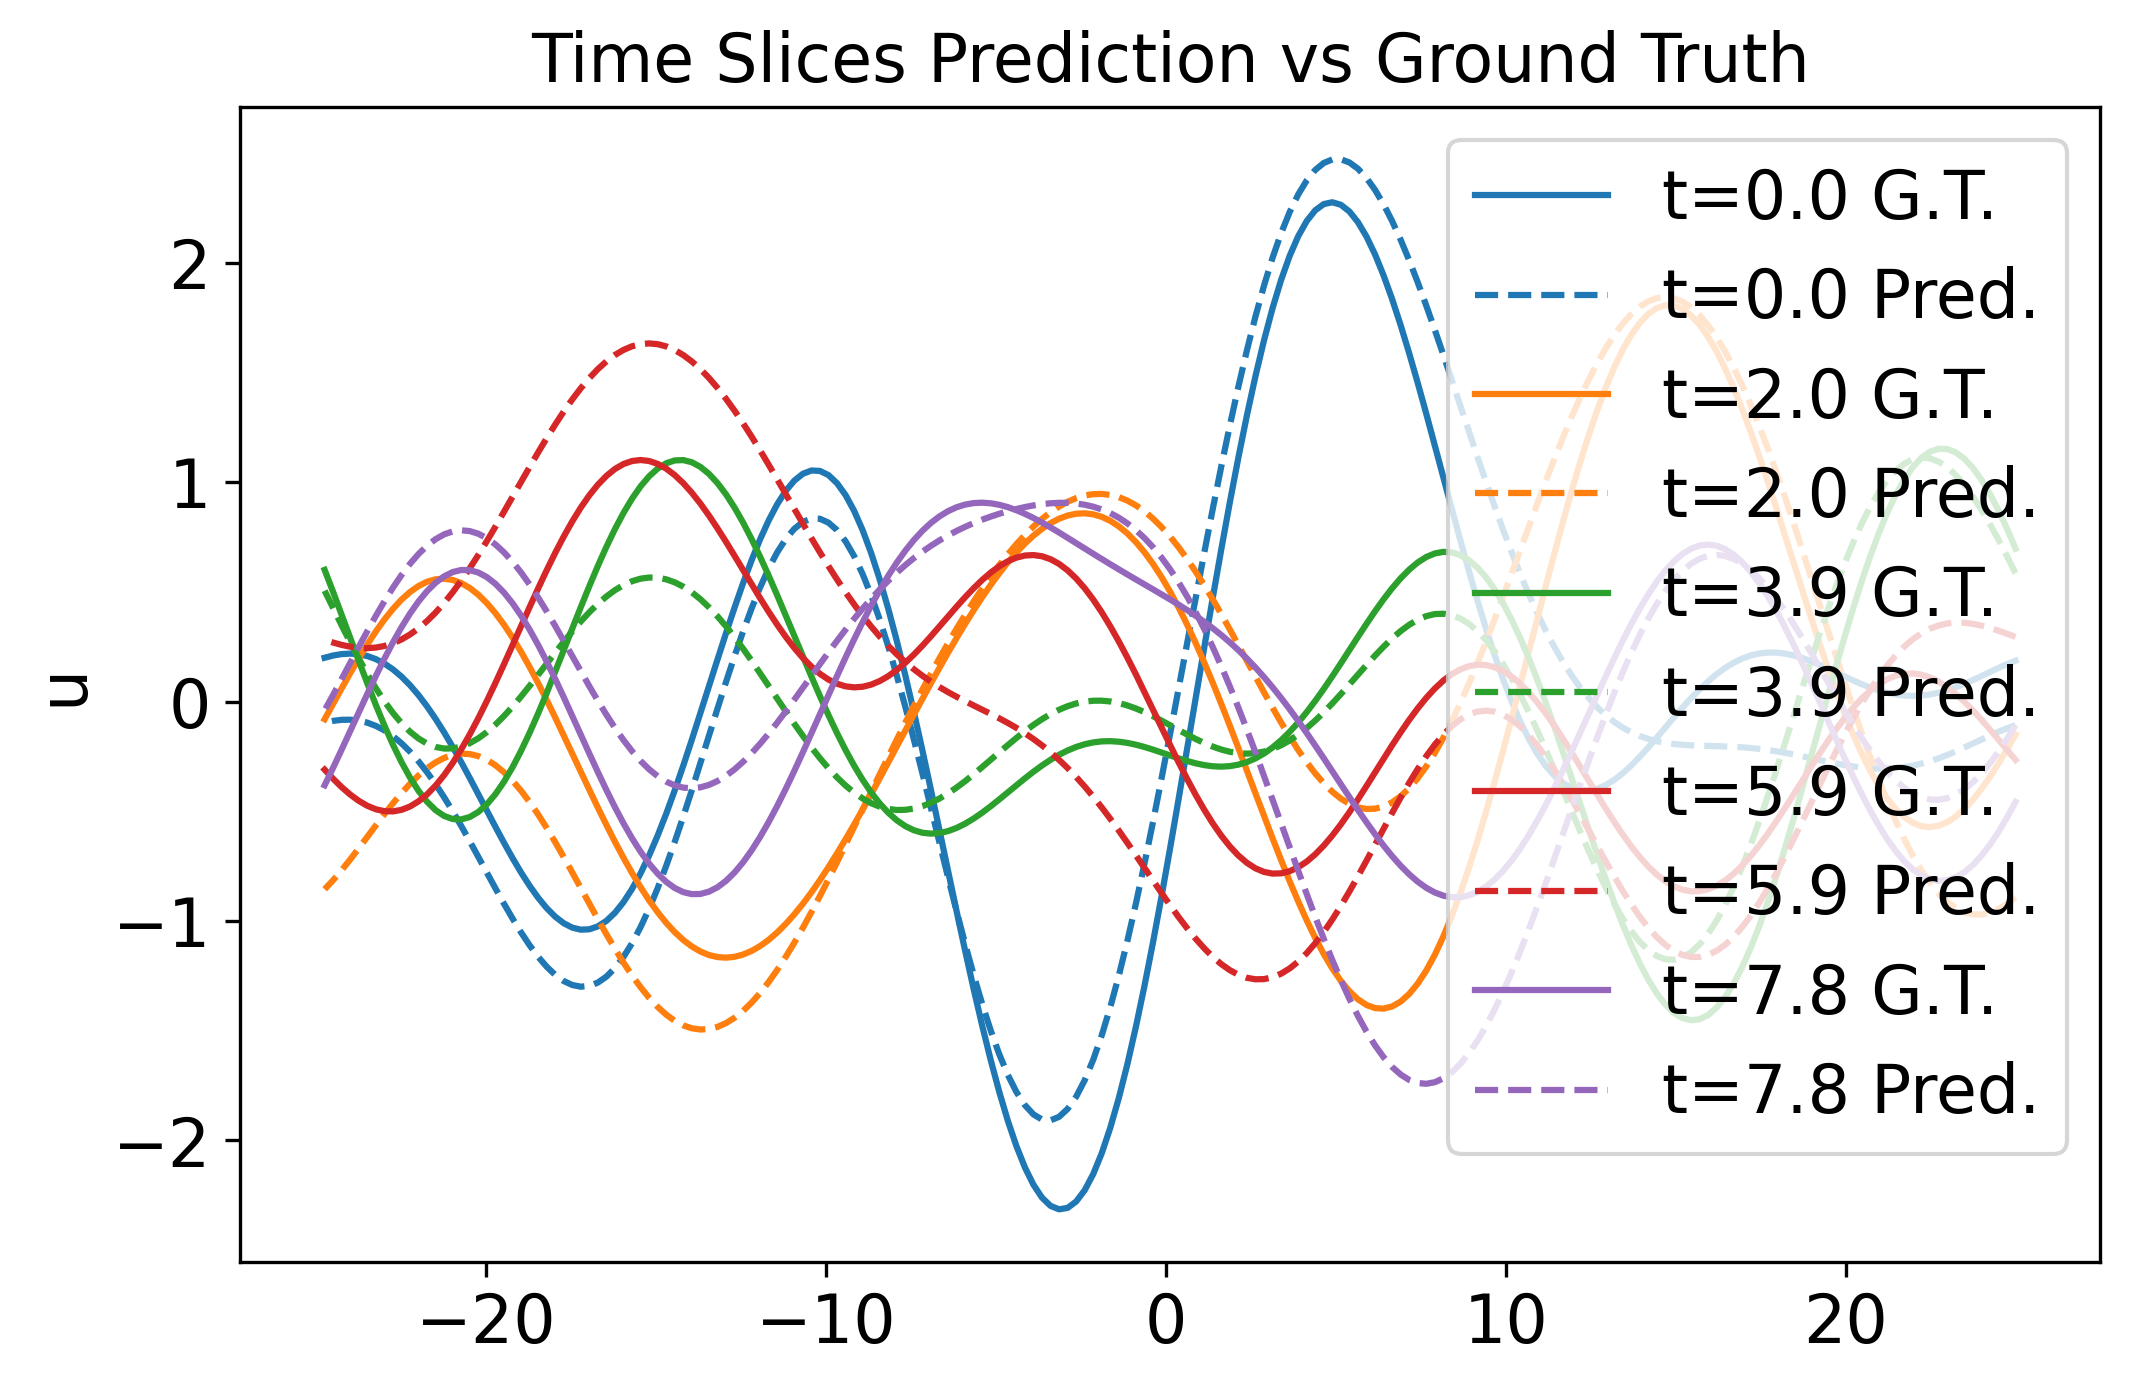 Time Slices Prediction vs Ground Truth
u
2
1
0
−1
−2
−20
−10
0
10
20
t=0.0 G.T.
t=0.0 Pred.
t=2.0 G.T.
t=2.0 Pred.
t=3.9 G.T.
t=3.9 Pred.
t=5.9 G.T.
t=5.9 Pred.
t=7.8 G.T.
t=7.8 Pred.